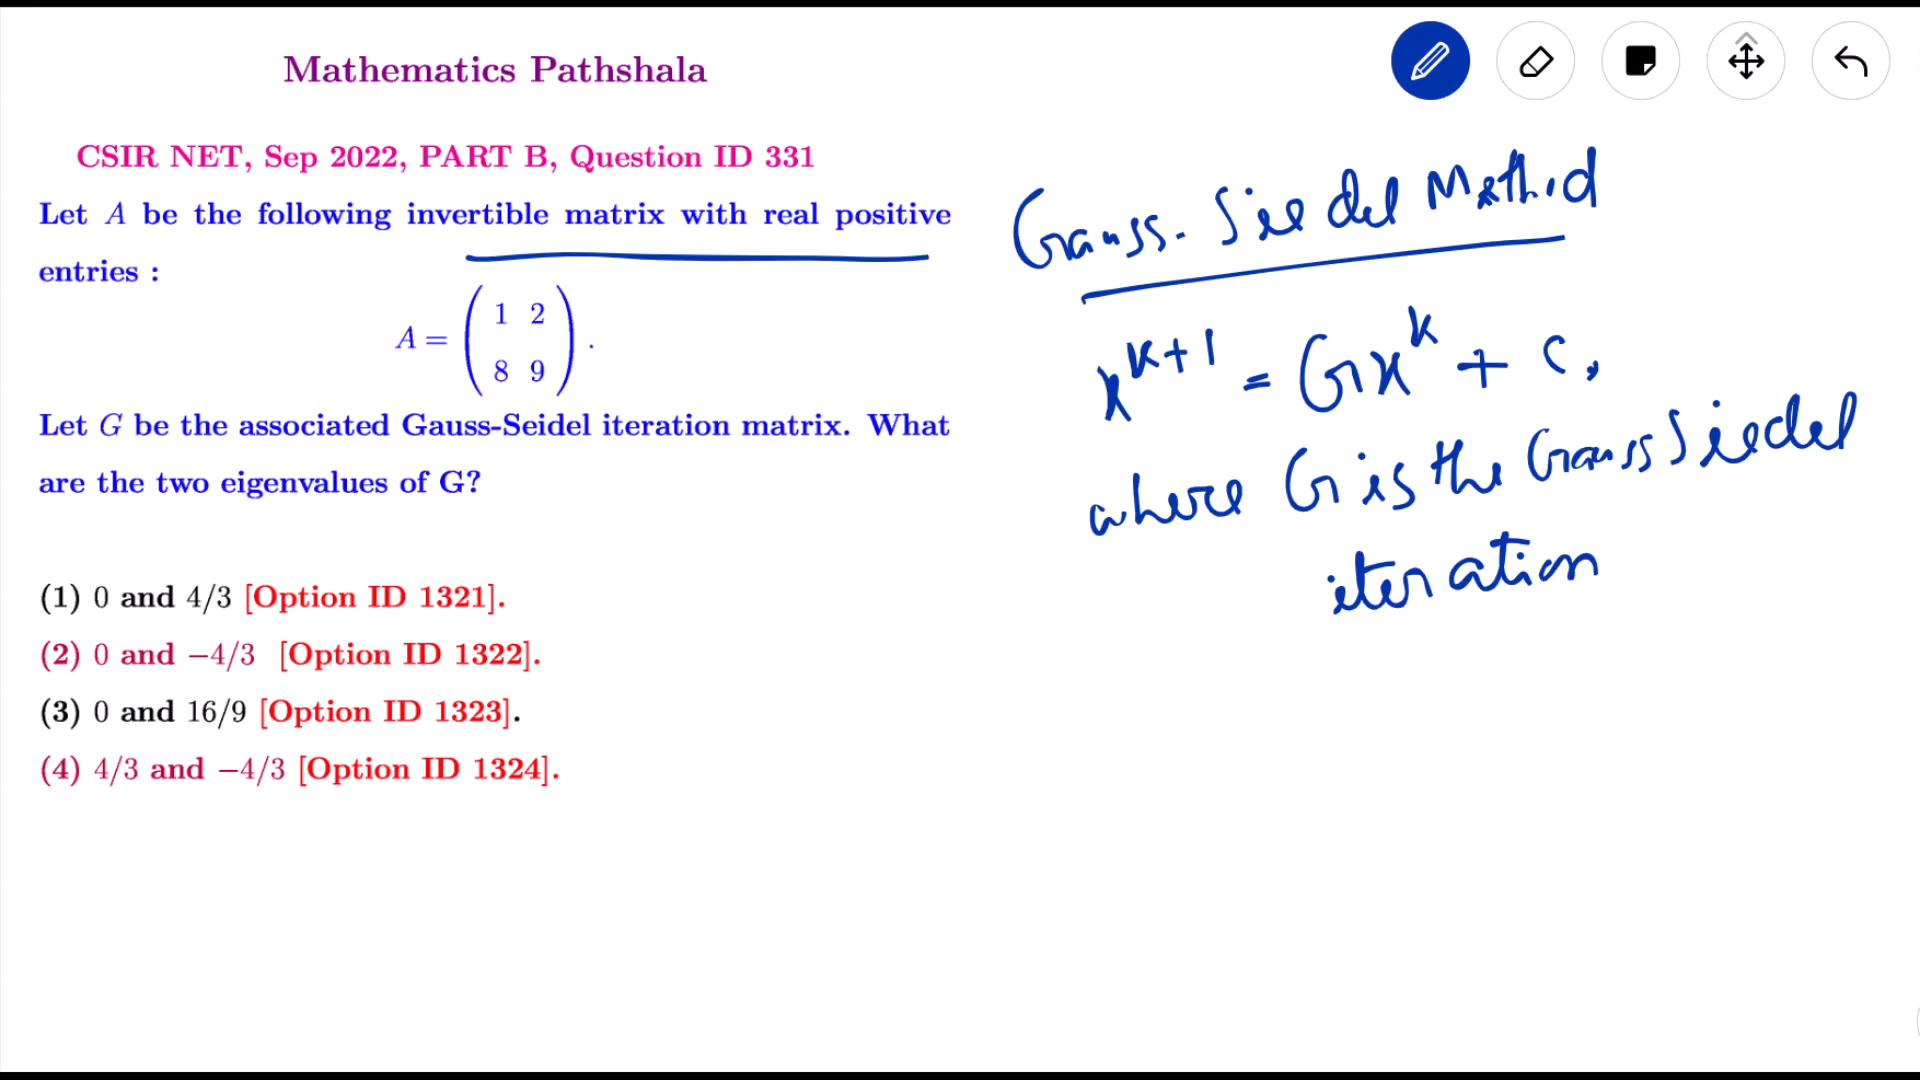 Mathematics Pathshala
CSIR NET, Sep 2022, PART B, Question ID 331
Let A be the following invertible matrix with real positive
entries :
A = ( 1 2
8 9 ) .
Let G be the associated Gauss-Seidel iteration matrix. What
are the two eigenvalues of G?
(1) 0 and 4/3 [Option ID 1321].
(2) 0 and −4/3 [Option ID 1322].
(3) 0 and 16/9 [Option ID 1323].
(4) 4/3 and −4/3 [Option ID 1324].
Gauss-Siedel Method
x^{k+1} = Gx^k + c,
where G is the Gauss Siedel
iteration